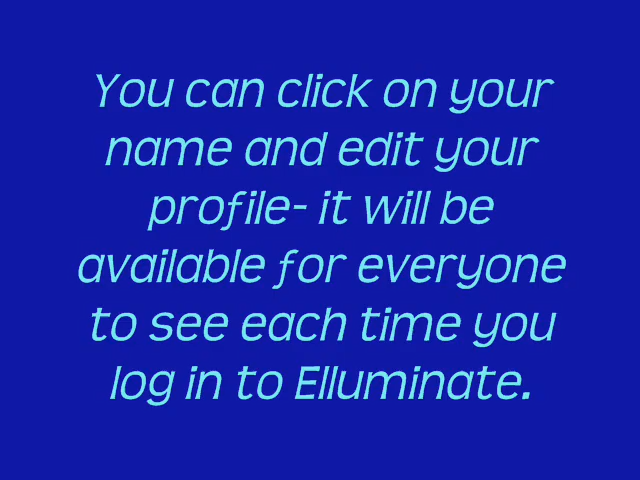 You can click on your
name and edit your
profile- it will be
available for everyone
to see each time you
log in to Elluminate.